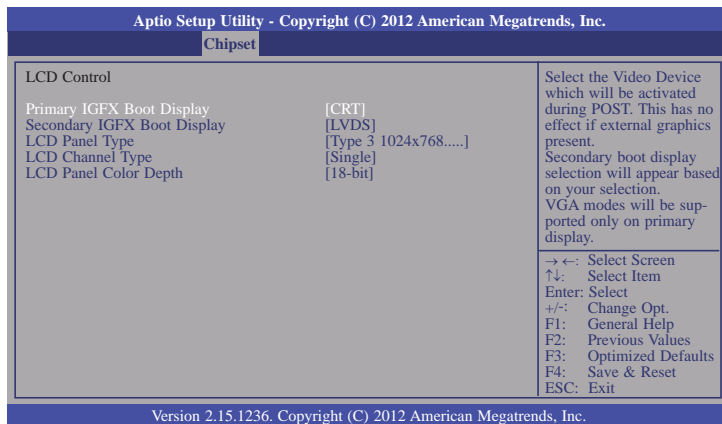 Aptio Setup Utility - Copyright (C) 2012 American Megatrends, Inc.
Chipset
LCD Control
Primary IGFX Boot Display [CRT]
Secondary IGFX Boot Display [LVDS]
LCD Panel Type [Type 3 1024x768.....]
LCD Channel Type [Single]
LCD Panel Color Depth [18-bit]
Select the Video Device
which will be activated
during POST. This has no
effect if external graphics
present.
Secondary boot display
selection will appear based
on your selection.
VGA modes will be sup-
ported only on primary
display.
→ ←: Select Screen
↑↓: Select Item
Enter: Select
+/-: Change Opt.
F1: General Help
F2: Previous Values
F3: Optimized Defaults
F4: Save & Reset
ESC: Exit
Version 2.15.1236. Copyright (C) 2012 American Megatrends, Inc.